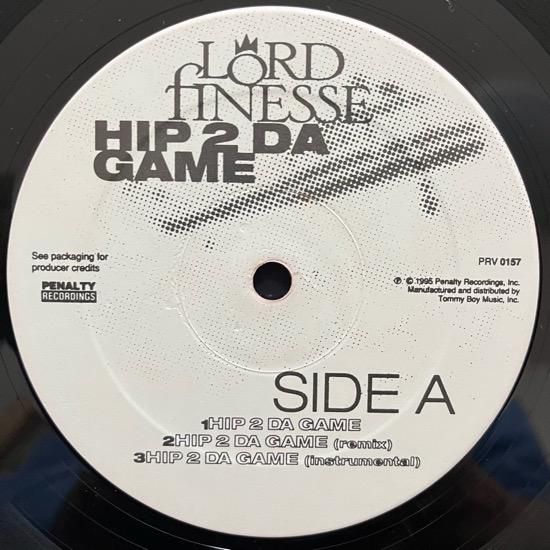 LORD
fINESSE
HIP 2 DA
GAME
See packaging for
producer credits
PENALTY
RECORDINGS
PRV 0157
℗ © 1995 Penalty Recordings, Inc.
Manufactured and distributed by
Tommy Boy Music, Inc.
SIDE A
1HIP 2 DA GAME
2HIP 2 DA GAME (remix)
3HIP 2 DA GAME (instrumental)